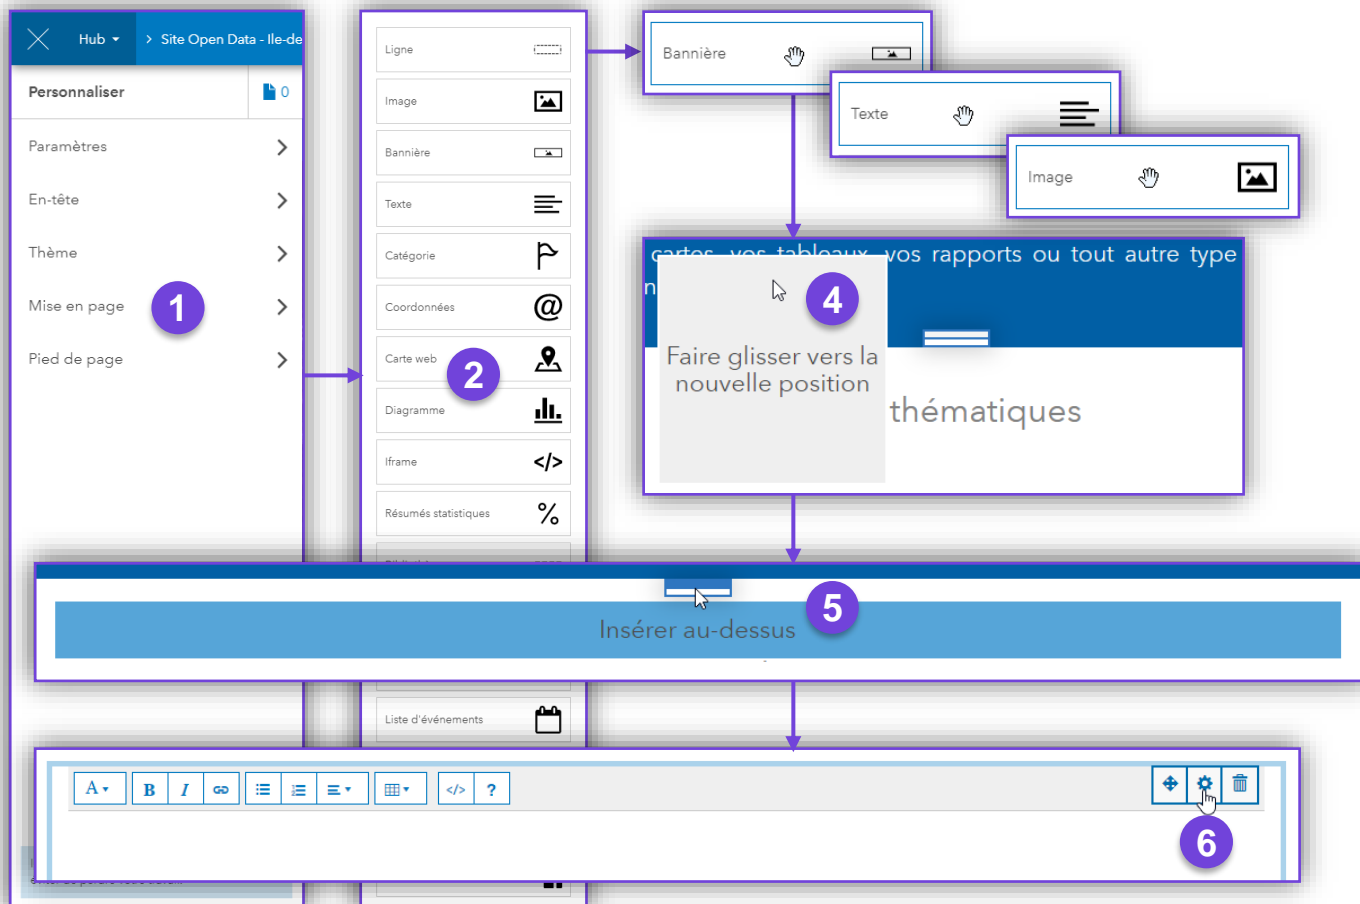 Hub
> Site Open Data - Ile-de
Personnaliser
0
Paramètres
En-tête
Thème
Mise en page
1
Pied de page
Ligne
Image
Bannière
Texte
Catégorie
Coordonnées
Carte web
2
Diagramme
Iframe
Résumés statistiques
Liste d'événements
Bannière
Texte
Image
cartes, vos tableaux, vos rapports ou tout autre type
n
4
Faire glisser vers la
nouvelle position
thématiques
5
Insérer au-dessus
A
B I
</> ?
6